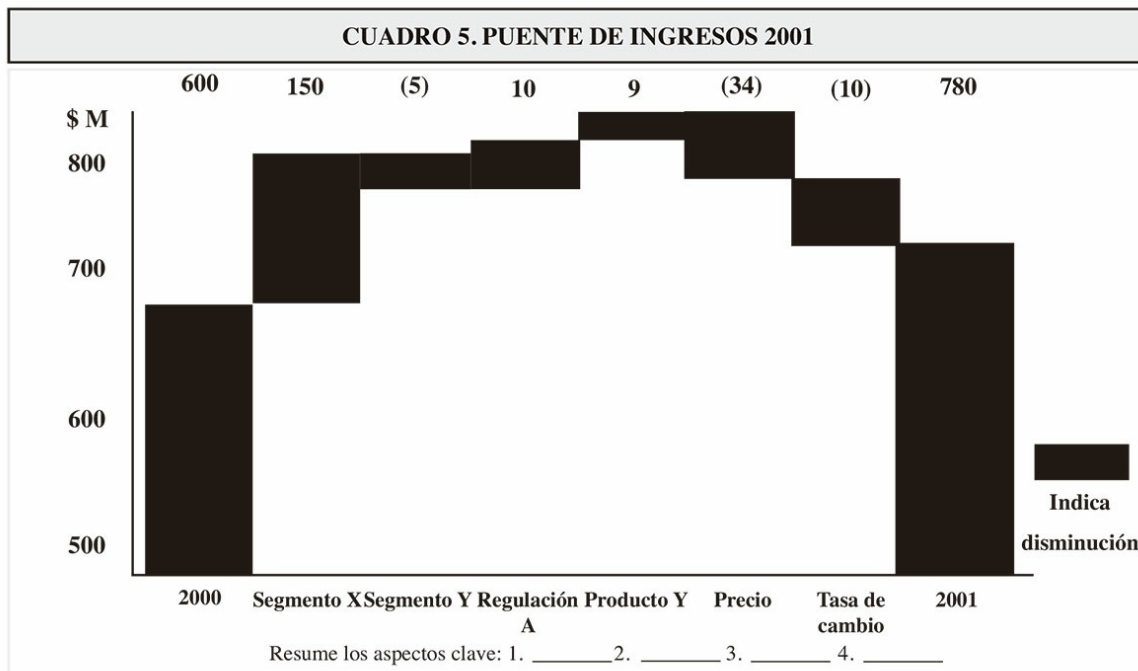 CUADRO 5. PUENTE DE INGRESOS 2001
600 150 (5) 10 9 (34) (10) 780
$ M
800
700
600
500
Indica
disminución
2000 Segmento X Segmento Y Regulación Producto Y Precio Tasa de 2001
A cambio
Resume los aspectos clave: 1. ________ 2. ________ 3. ________ 4. ________